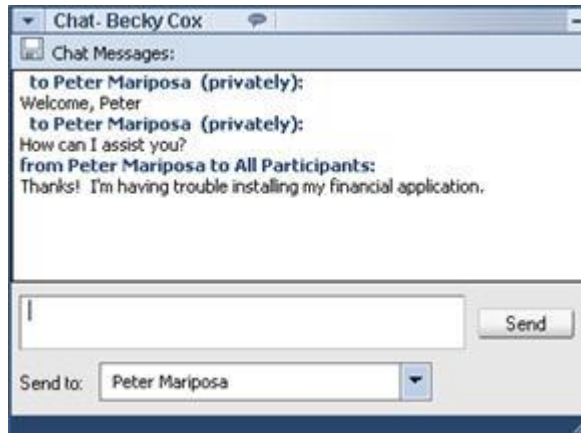 Chat- Becky Cox
Chat Messages:
to Peter Mariposa (privately):
Welcome, Peter
to Peter Mariposa (privately):
How can I assist you?
from Peter Mariposa to All Participants:
Thanks! I'm having trouble installing my financial application.
Send
Send to: Peter Mariposa